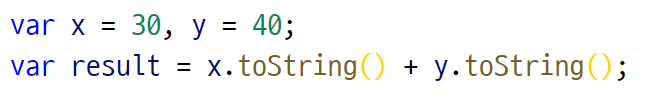 var x = 30, y = 40;
var result = x.toString() + y.toString();